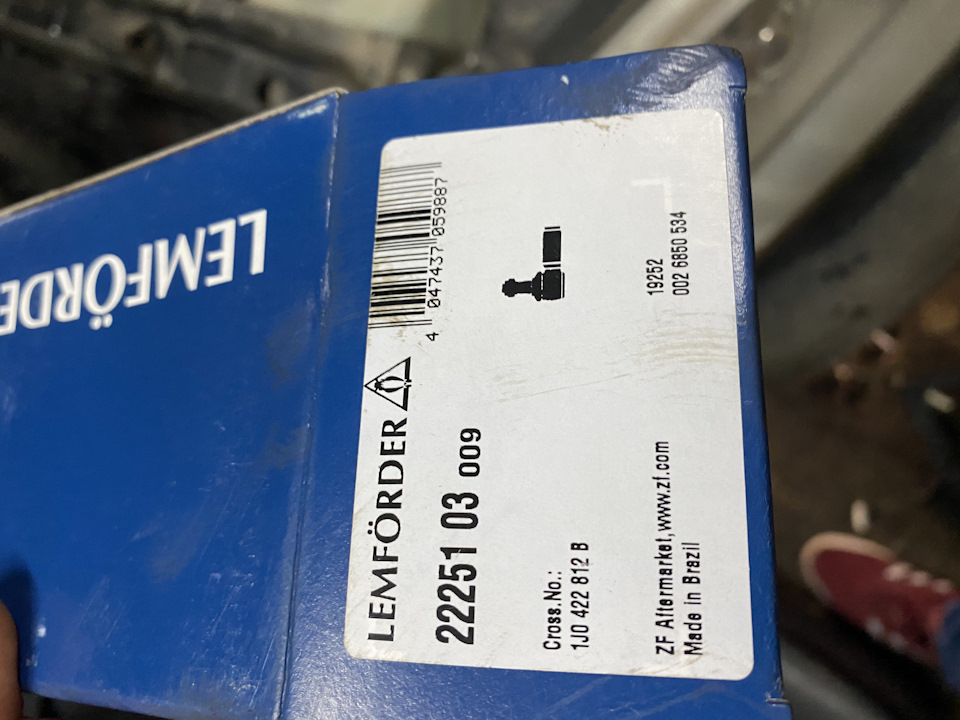 LEMFÖRDE
LEMFÖRDER
4 047437 059887
22251 03 009
Cross.No.:
1J0 422 812 B
19252
002 6850 534
ZF Aftermarket,www.zf.com
Made in Brazil